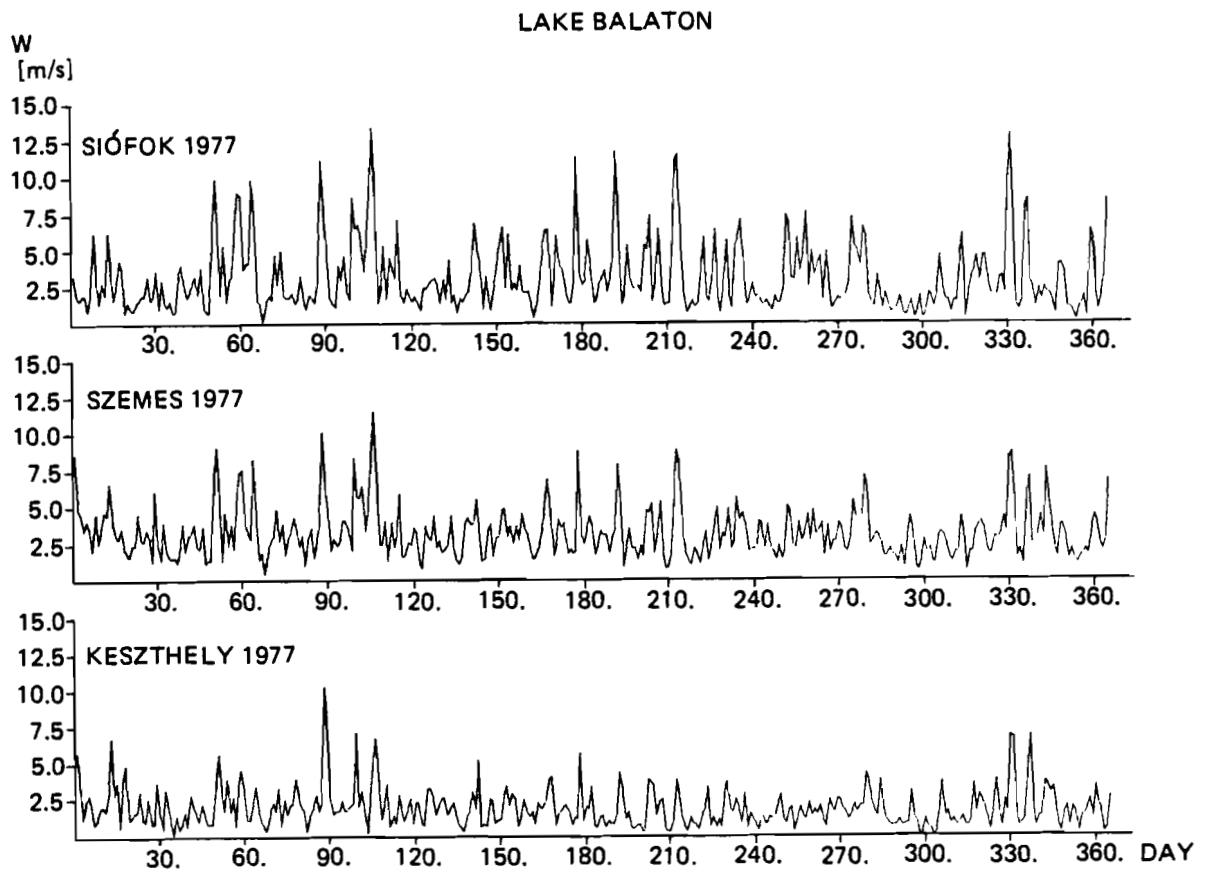 LAKE BALATON
W
[m/s]
15.0
12.5
10.0
7.5
5.0
2.5
SIÓFOK 1977
30. 60. 90. 120. 150. 180. 210. 240. 270. 300. 330. 360.
15.0
12.5
10.0
7.5
5.0
2.5
SZEMES 1977
30. 60. 90. 120. 150. 180. 210. 240. 270. 300. 330. 360.
15.0
12.5
10.0
7.5
5.0
2.5
KESZTHELY 1977
30. 60. 90. 120. 150. 180. 210. 240. 270. 300. 330. 360. DAY